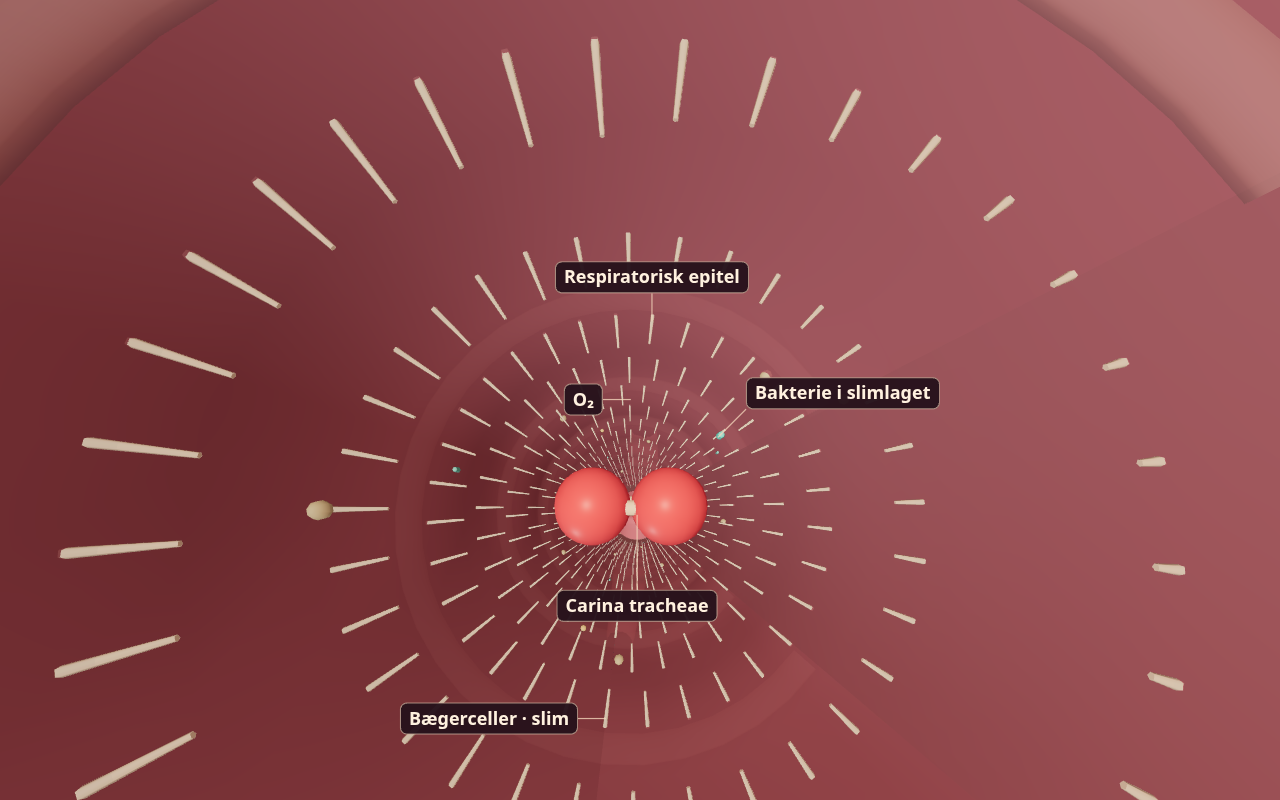 Respiratorisk epitel
Bakterie i slimlaget
O₂
Carina tracheae
Bægerceller · slim